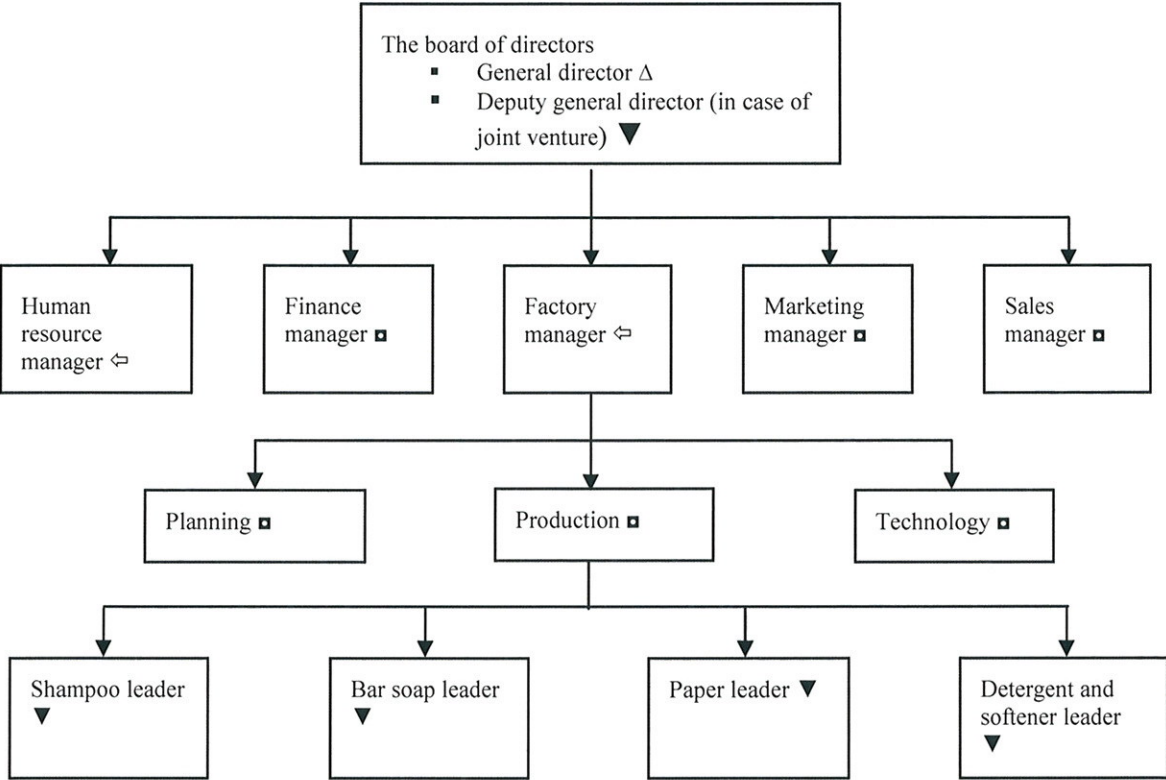 The board of directors
▪ General director Δ
▪ Deputy general director (in case of
joint venture) ▼
Human
resource
manager ⇦
Finance
manager ◘
Factory
manager ⇦
Marketing
manager ◘
Sales
manager ◘
Planning ◘
Production ◘
Technology ◘
Shampoo leader
▼
Bar soap leader
▼
Paper leader ▼
Detergent and
softener leader
▼